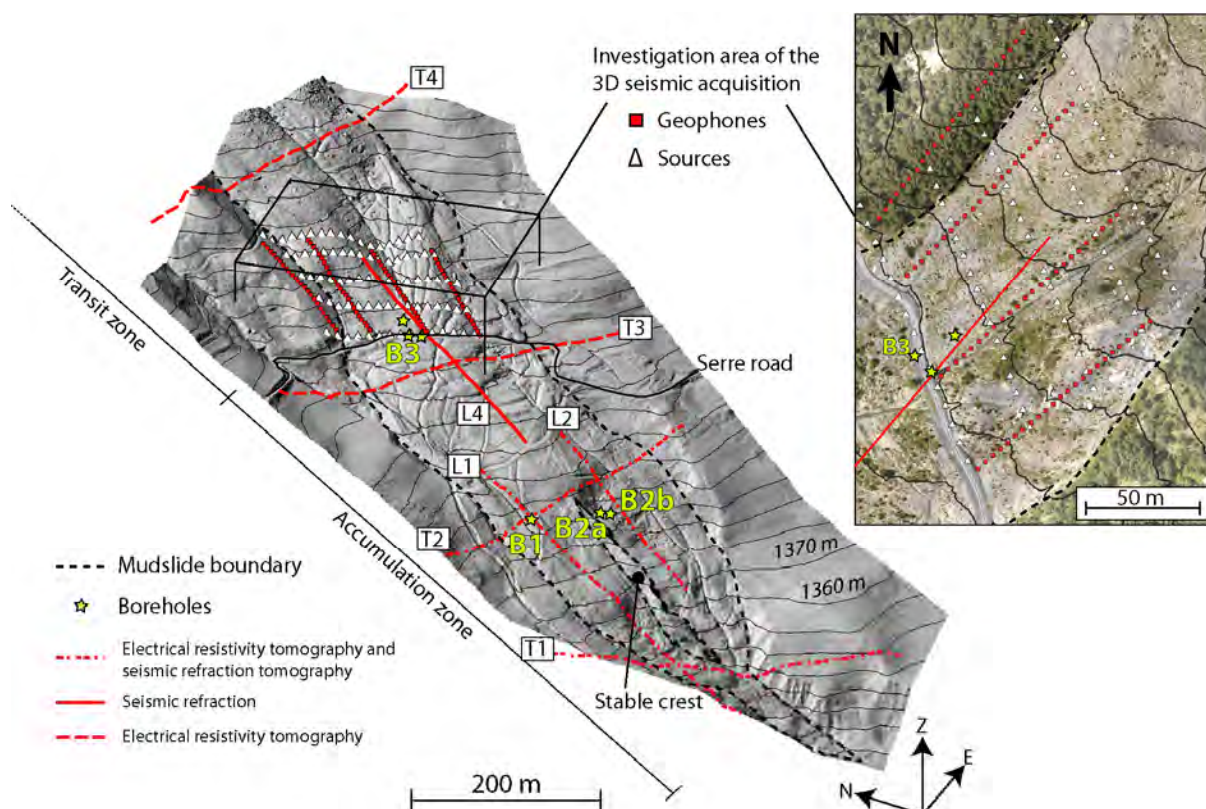 T4
Investigation area of the
3D seismic acquisition
Geophones
Sources
N
B3
50 m
Transit zone
B3
T3
Serre road
L4
L2
L1
B2b
B2a
B1
T2
Accumulation zone
1370 m
1360 m
T1
Stable crest
Mudslide boundary
Boreholes
Electrical resistivity tomography and
seismic refraction tomography
Seismic refraction
Electrical resistivity tomography
200 m
Z
E
N